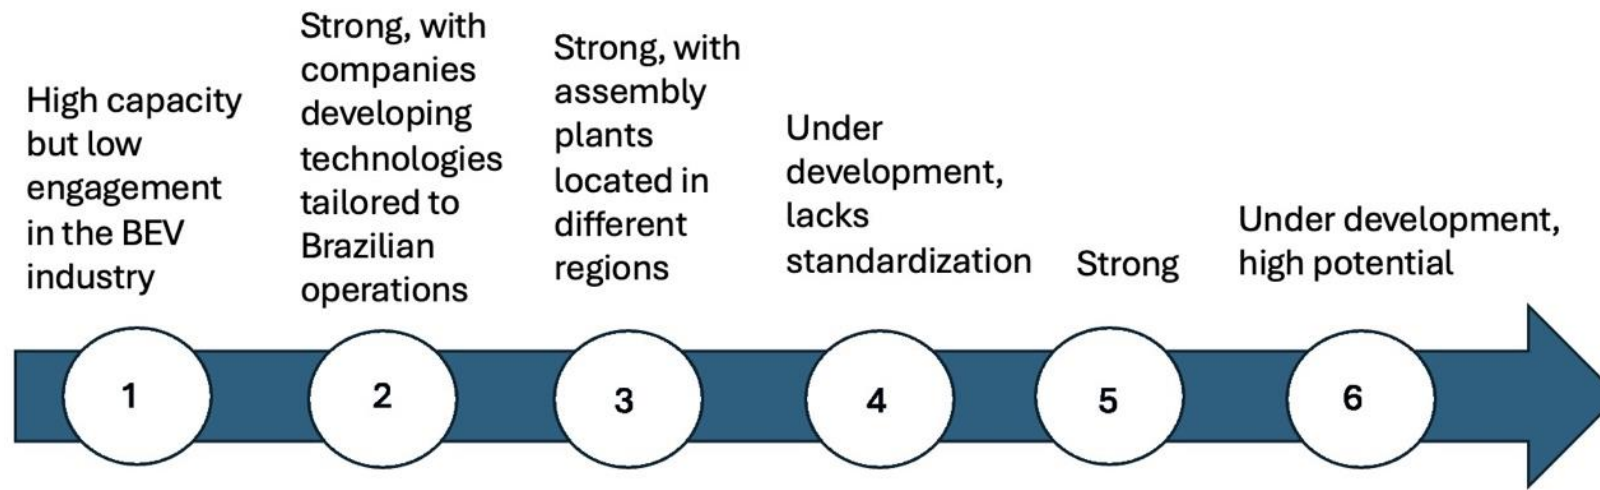 High capacity
but low
engagement
in the BEV
industry
Strong, with
companies
developing
technologies
tailored to
Brazilian
operations
Strong, with
assembly
plants
located in
different
regions
Under
development,
lacks
standardization
Strong
Under development,
high potential
1
2
3
4
5
6